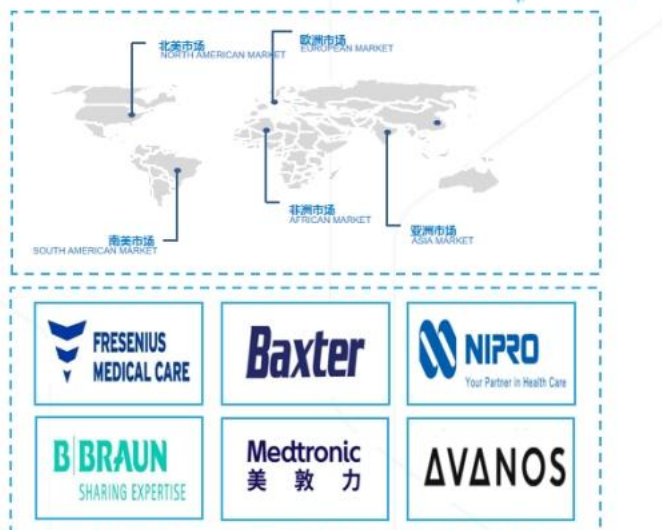 北美市场
NORTH AMERICAN MARKET
欧洲市场
EUROPEAN MARKET
非洲市场
AFRICAN MARKET
南美市场
SOUTH AMERICAN MARKET
亚洲市场
ASIA MARKET
FRESENIUS
MEDICAL CARE
Baxter
NIPRO
Your Partner in Health Care
B BRAUN
SHARING EXPERTISE
Medtronic
美敦力
AVANOS